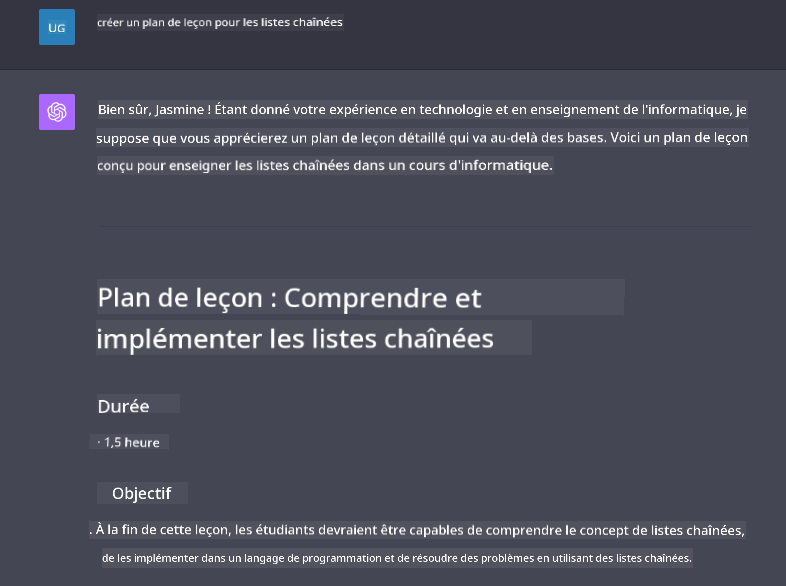 UG
créer un plan de leçon pour les listes chaînées
Bien sûr, Jasmine ! Étant donné votre expérience en technologie et en enseignement de l'informatique, je
suppose que vous apprécierez un plan de leçon détaillé qui va au-delà des bases. Voici un plan de leçon
conçu pour enseigner les listes chaînées dans un cours d'informatique.
Plan de leçon : Comprendre et
implémenter les listes chaînées
Durée
· 1,5 heure
Objectif
. À la fin de cette leçon, les étudiants devraient être capables de comprendre le concept de listes chaînées,
de les implémenter dans un langage de programmation et de résoudre des problèmes en utilisant des listes chaînées.